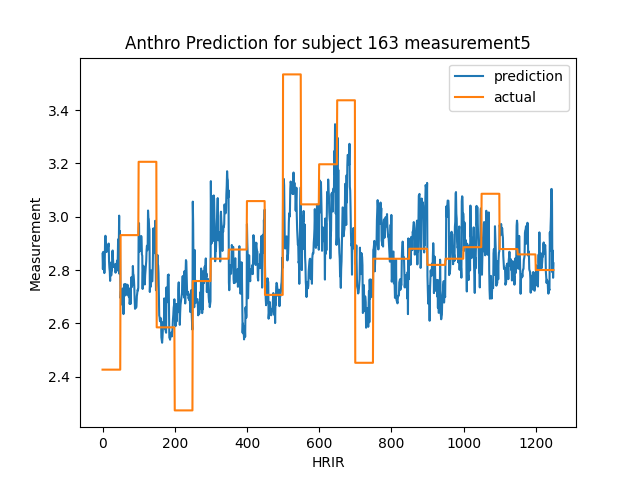 Anthro Prediction for subject 163 measurement5
prediction
actual
3.4
3.2
3.0
2.8
2.6
2.4
Measurement
0 200 400 600 800 1000 1200
HRIR